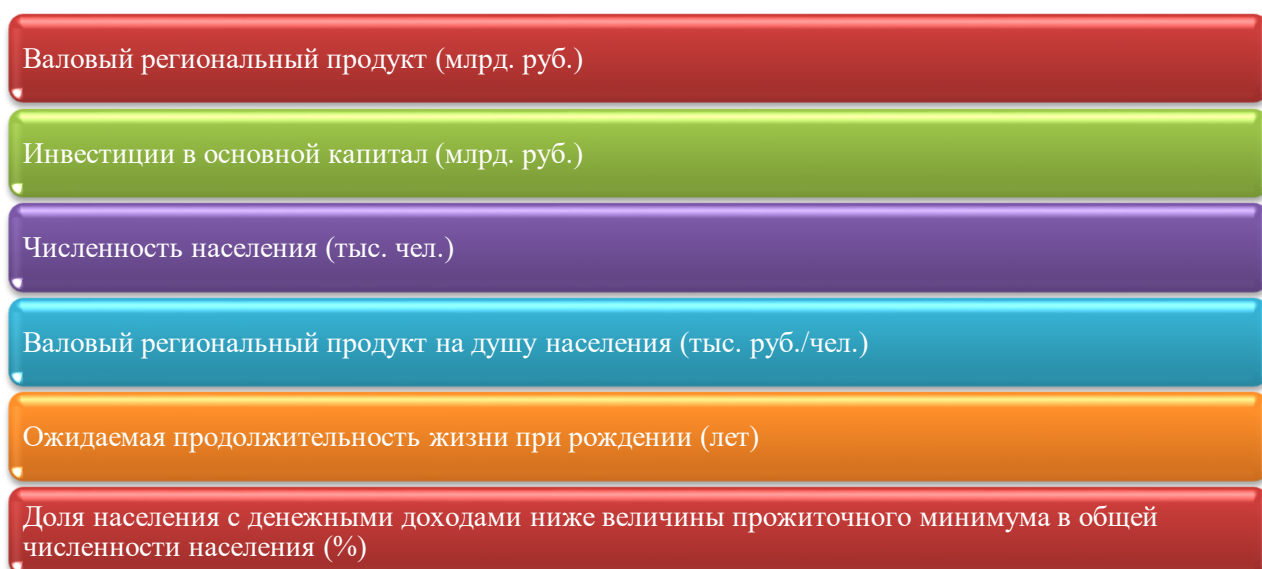 Валовый региональный продукт (млрд. руб.)
Инвестиции в основной капитал (млрд. руб.)
Численность населения (тыс. чел.)
Валовый региональный продукт на душу населения (тыс. руб./чел.)
Ожидаемая продолжительность жизни при рождении (лет)
Доля населения с денежными доходами ниже величины прожиточного минимума в общей
численности населения (%)